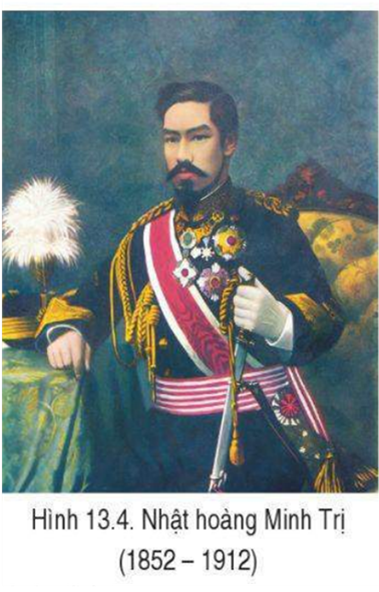 Hình 13.4. Nhật hoàng Minh Trị
(1852 – 1912)